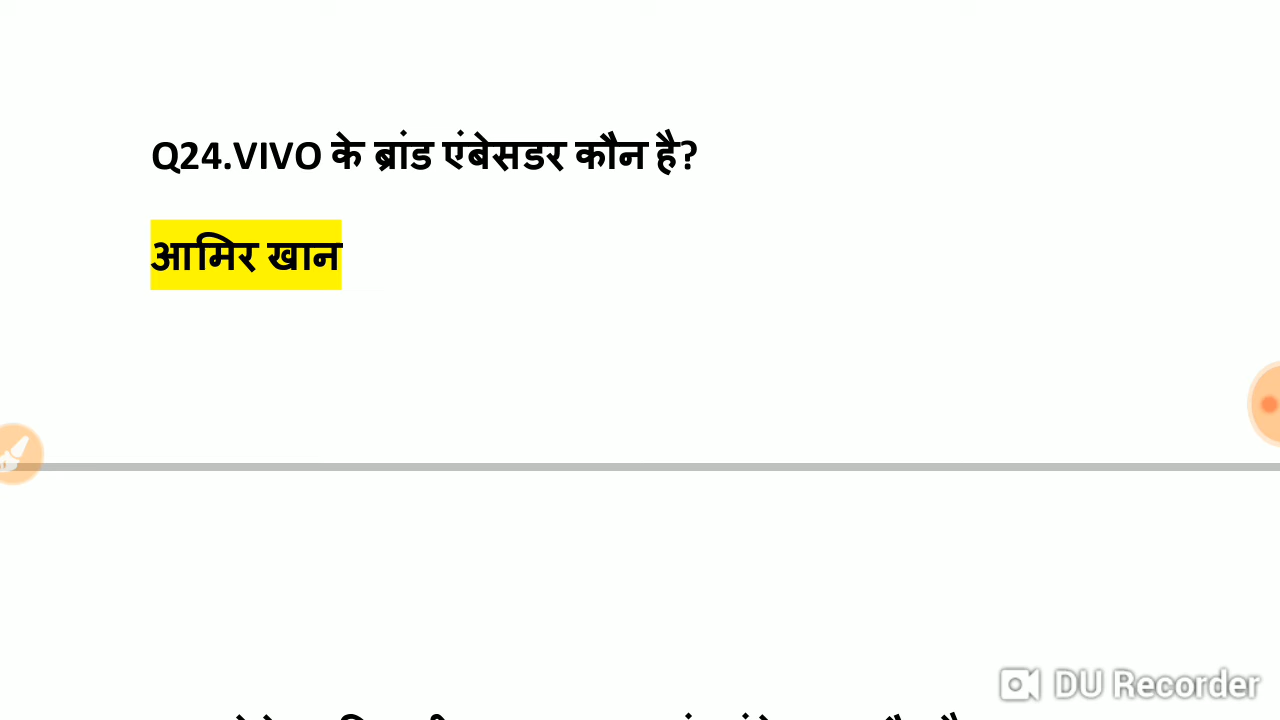 Q24.VIVO के ब्रांड एंबेसडर कौन है?
आमिर खान
DU Recorder